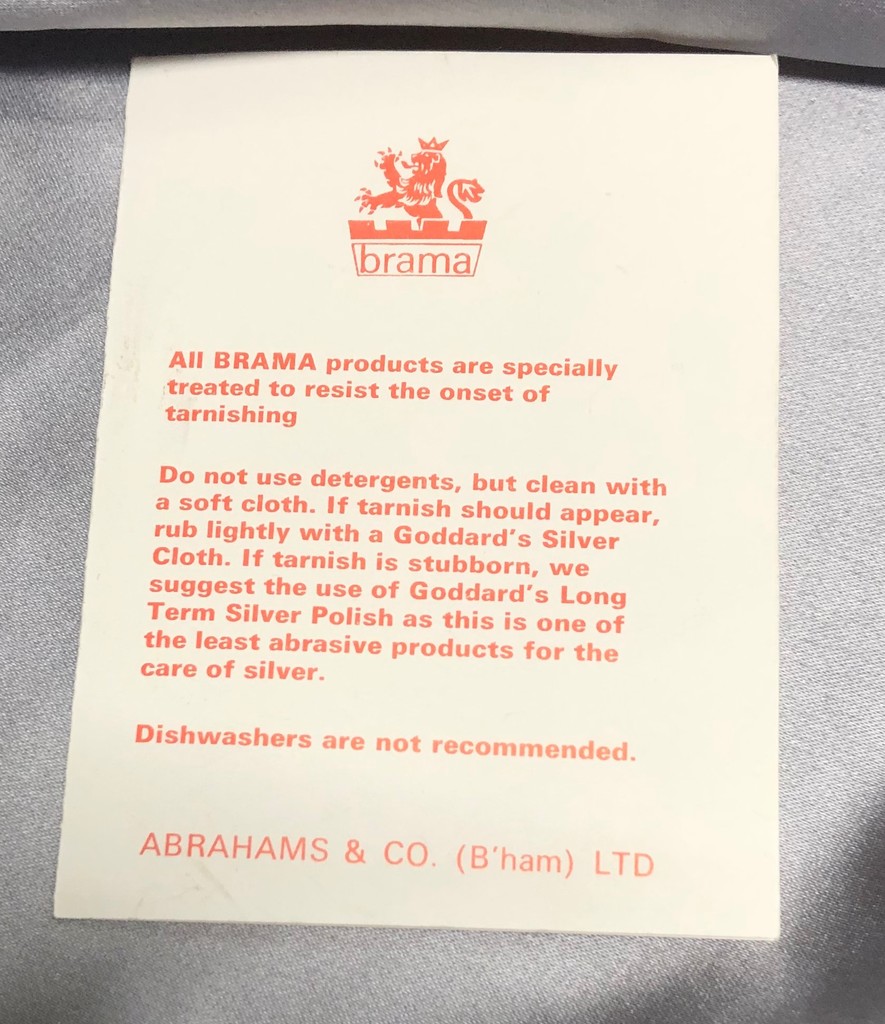 brama
All BRAMA products are specially
treated to resist the onset of
tarnishing
Do not use detergents, but clean with
a soft cloth. If tarnish should appear,
rub lightly with a Goddard's Silver
Cloth. If tarnish is stubborn, we
suggest the use of Goddard's Long
Term Silver Polish as this is one of
the least abrasive products for the
care of silver.
Dishwashers are not recommended.
ABRAHAMS & CO. (B'ham) LTD